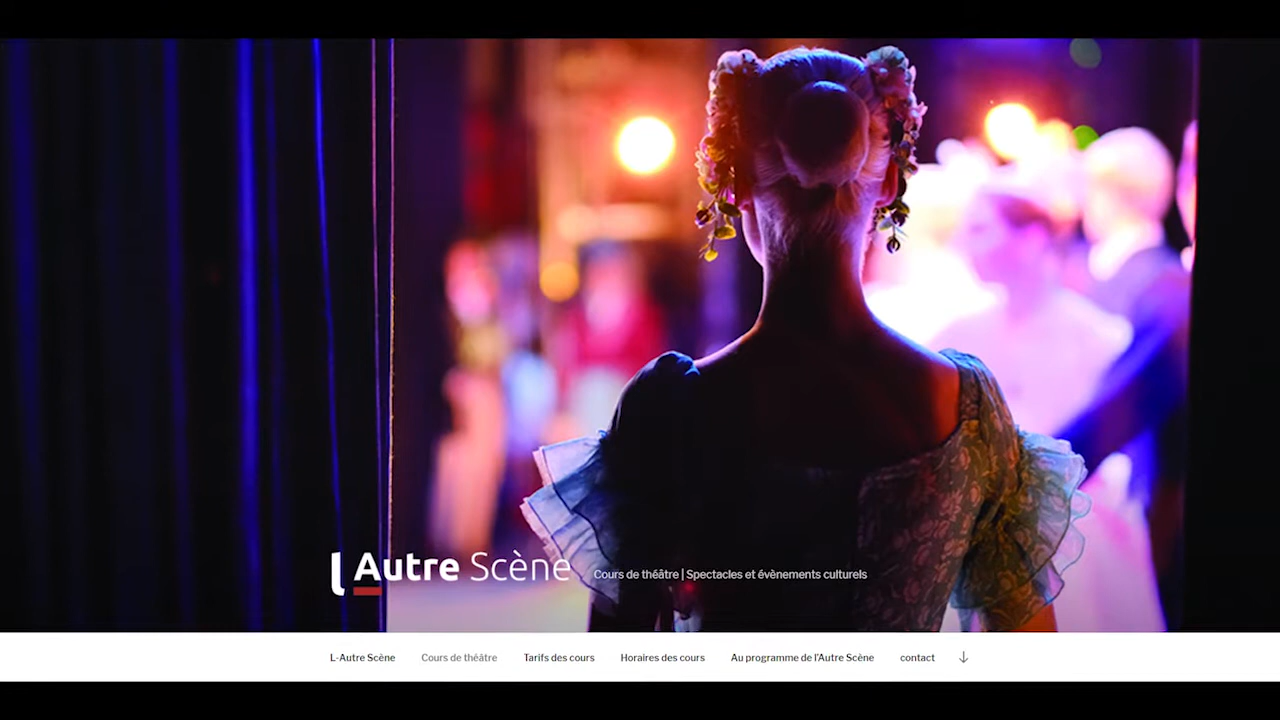 l Autre Scène
Cours de théâtre | Spectacles et évènements culturels
L-Autre Scène Cours de théâtre Tarifs des cours Horaires des cours Au programme de l'Autre Scène contact